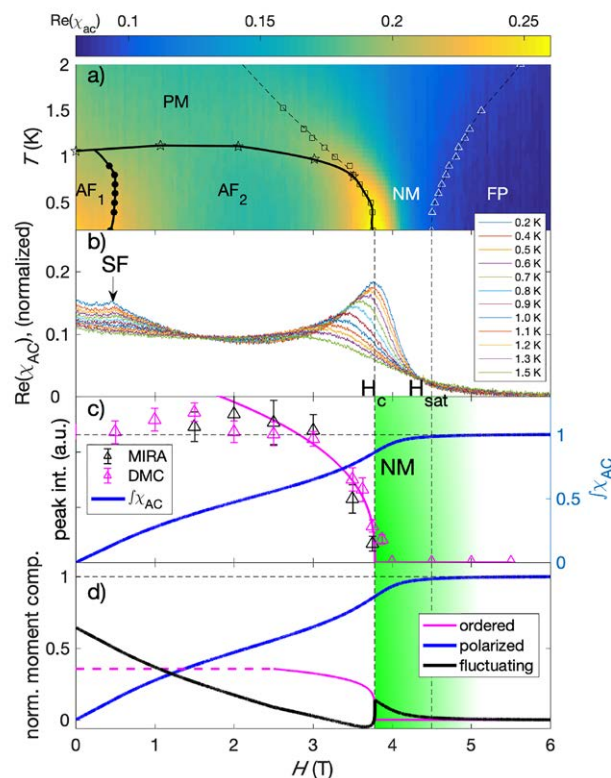 Re(χac) 0.1 0.15 0.2 0.25
2
a)
PM
1.5
T (K)
1
AF1
AF2
NM
FP
0.5
b)
SF
0.2
Re(χAC), (normalized)
0.1
0
0.2 K
0.4 K
0.5 K
0.6 K
0.7 K
0.8 K
0.9 K
1.0 K
1.1 K
1.2 K
1.3 K
1.5 K
Hc Hsat
c)
NM
MIRA
DMC
∫χAC
peak int. (a.u.)
1
0.5
0
∫χAC
d)
1
0.5
0
norm. moment comp.
ordered
polarized
fluctuating
0 1 2 3 4 5 6
H (T)